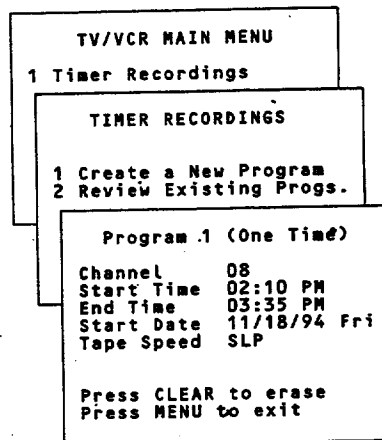 TV/VCR MAIN MENU
1 Timer Recordings
TIMER RECORDINGS
1 Create a New Program
2 Review Existing Progs.
Program 1 (One Time)
Channel 08
Start Time 02:10 PM
End Time 03:35 PM
Start Date 11/18/94 Fri
Tape Speed SLP
Press CLEAR to erase
Press MENU to exit